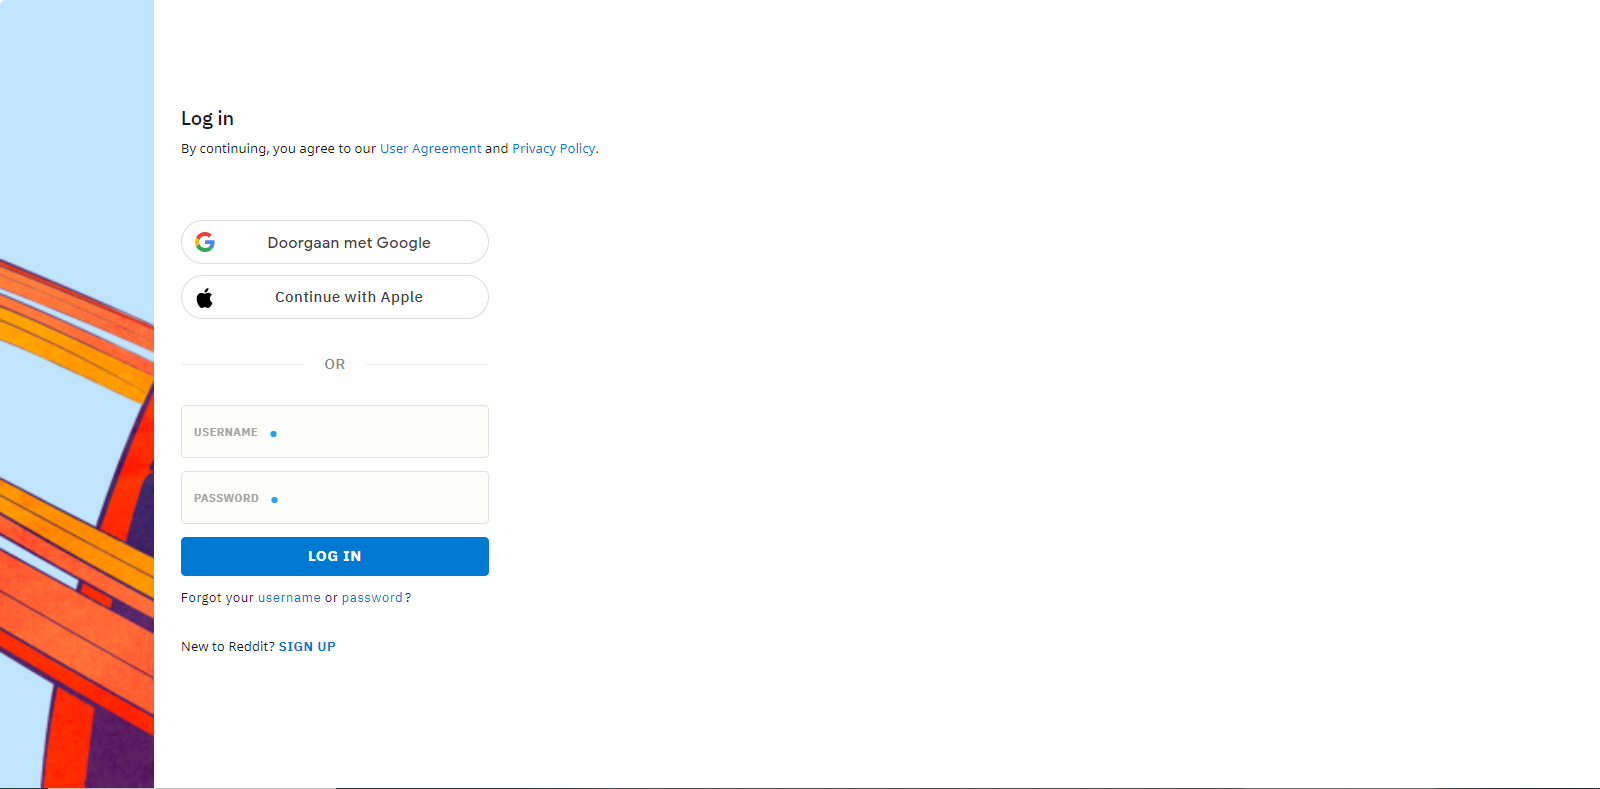 Log in
By continuing, you agree to our User Agreement and Privacy Policy.
Doorgaan met Google
Continue with Apple
OR
USERNAME
PASSWORD
LOG IN
Forgot your username or password?
New to Reddit? SIGN UP